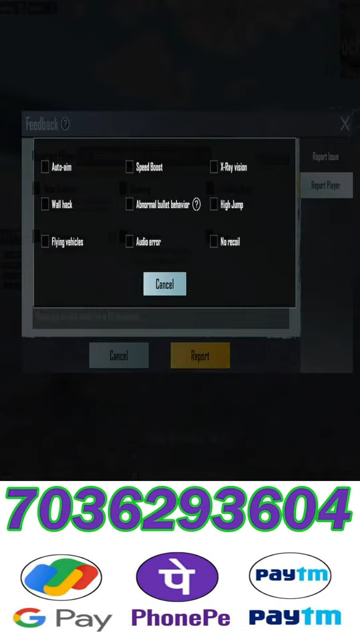 Feedback ?
X
Report Issue
Report Player
Auto-aim Speed Boost X-Ray vision
Wall hack Abnormal bullet behavior ? High Jump
Flying vehicles Audio error No recoil
Cancel
Cancel Report
7036293604
पे paytm
G Pay PhonePe paytm